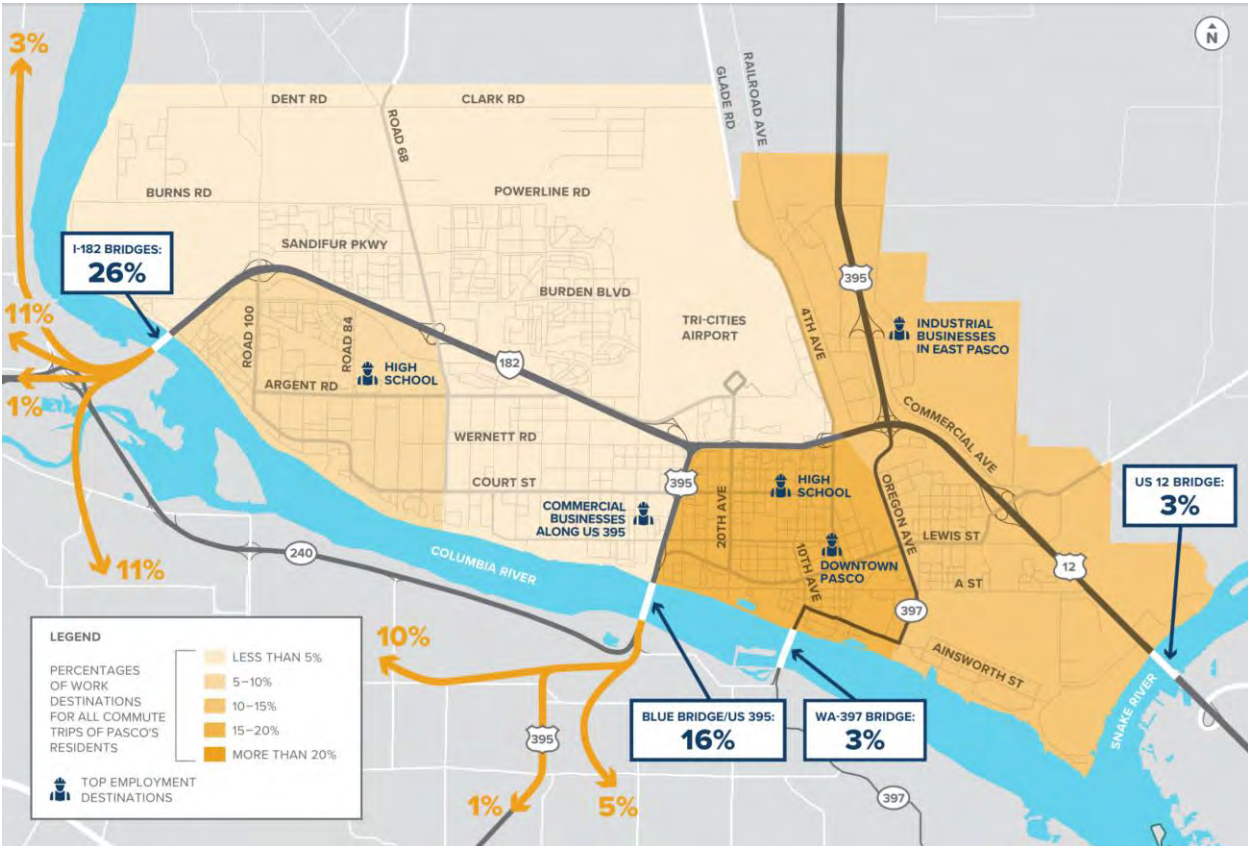 3%
N
DENT RD
CLARK RD
GLADE RD
RAILROAD AVE
ROAD 68
BURNS RD
POWERLINE RD
I-182 BRIDGES:
26%
SANDIFUR PKWY
395
BURDEN BLVD
11%
ROAD 100
ROAD 84
TRI-CITIES
AIRPORT
4TH AVE
INDUSTRIAL
BUSINESSES
IN EAST PASCO
HIGH
SCHOOL
182
1%
ARGENT RD
COMMERCIAL AVE
WERNETT RD
COURT ST
395
HIGH
SCHOOL
OREGON AVE
US 12 BRIDGE:
3%
COMMERCIAL
BUSINESSES
ALONG US 395
20TH AVE
LEWIS ST
240
COLUMBIA RIVER
10TH AVE
DOWNTOWN
PASCO
12
A ST
11%
397
LEGEND
PERCENTAGES
OF WORK
DESTINATIONS
FOR ALL COMMUTE
TRIPS OF PASCO'S
RESIDENTS
LESS THAN 5%
5–10%
10–15%
15–20%
MORE THAN 20%
TOP EMPLOYMENT
DESTINATIONS
10%
AINSWORTH ST
SNAKE RIVER
BLUE BRIDGE/US 395:
16%
WA-397 BRIDGE:
3%
395
1%
5%
397